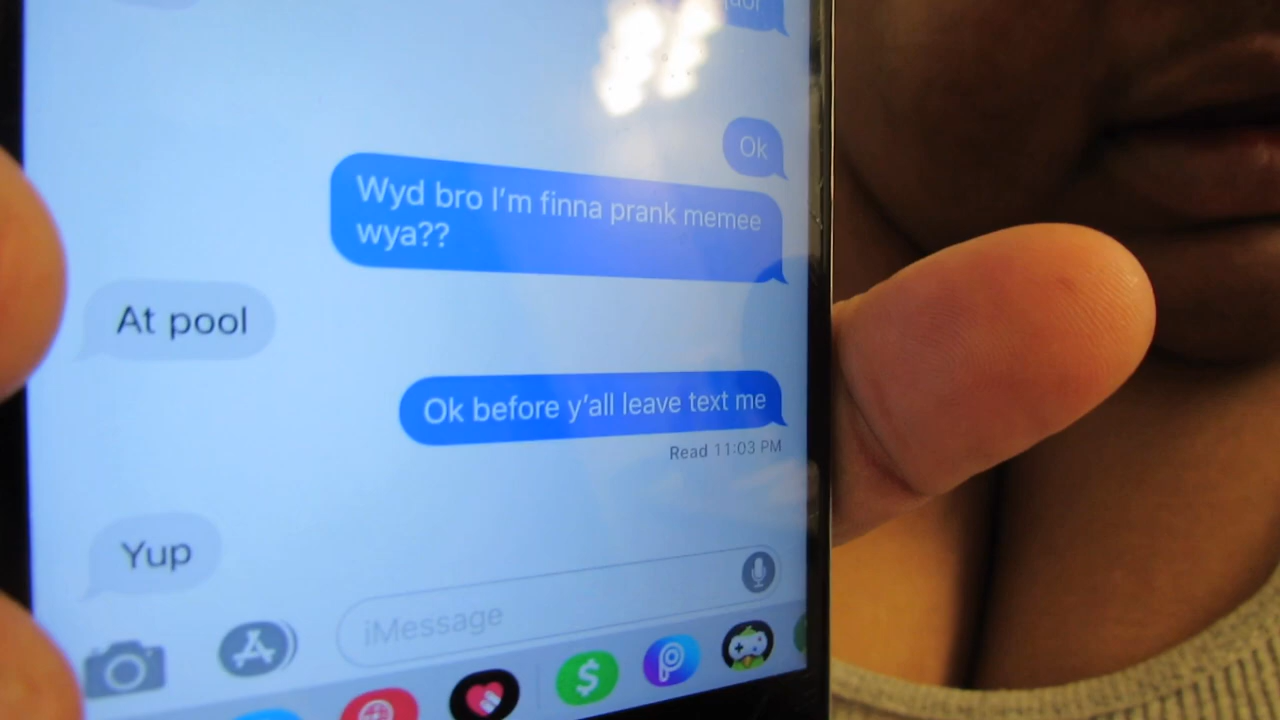 Ok
Wyd bro I'm finna prank memee
wya??
At pool
Ok before y'all leave text me
Read 11:03 PM
Yup
iMessage
$